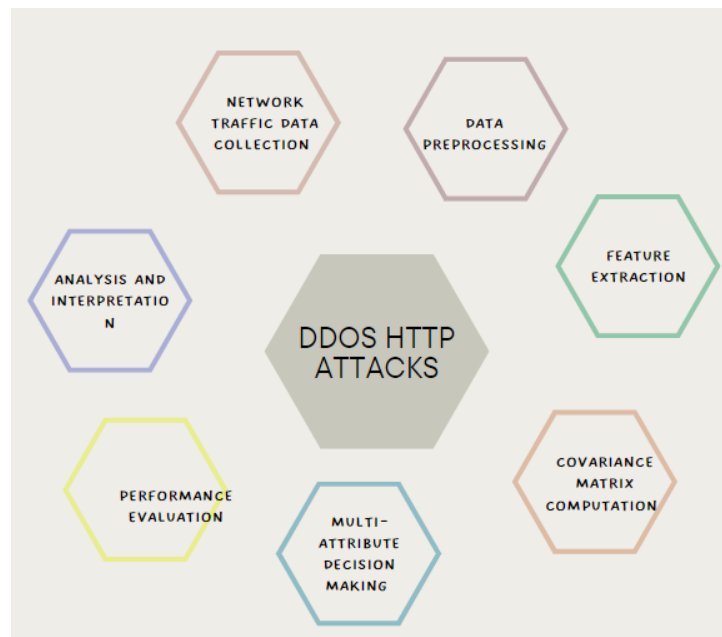 NETWORK
TRAFFIC DATA
COLLECTION
DATA
PREPROCESSING
FEATURE
EXTRACTION
COVARIANCE
MATRIX
COMPUTATION
MULTI-
ATTRIBUTE
DECISION
MAKING
PERFORMANCE
EVALUATION
ANALYSIS AND
INTERPRETATIO
N
DDOS HTTP
ATTACKS